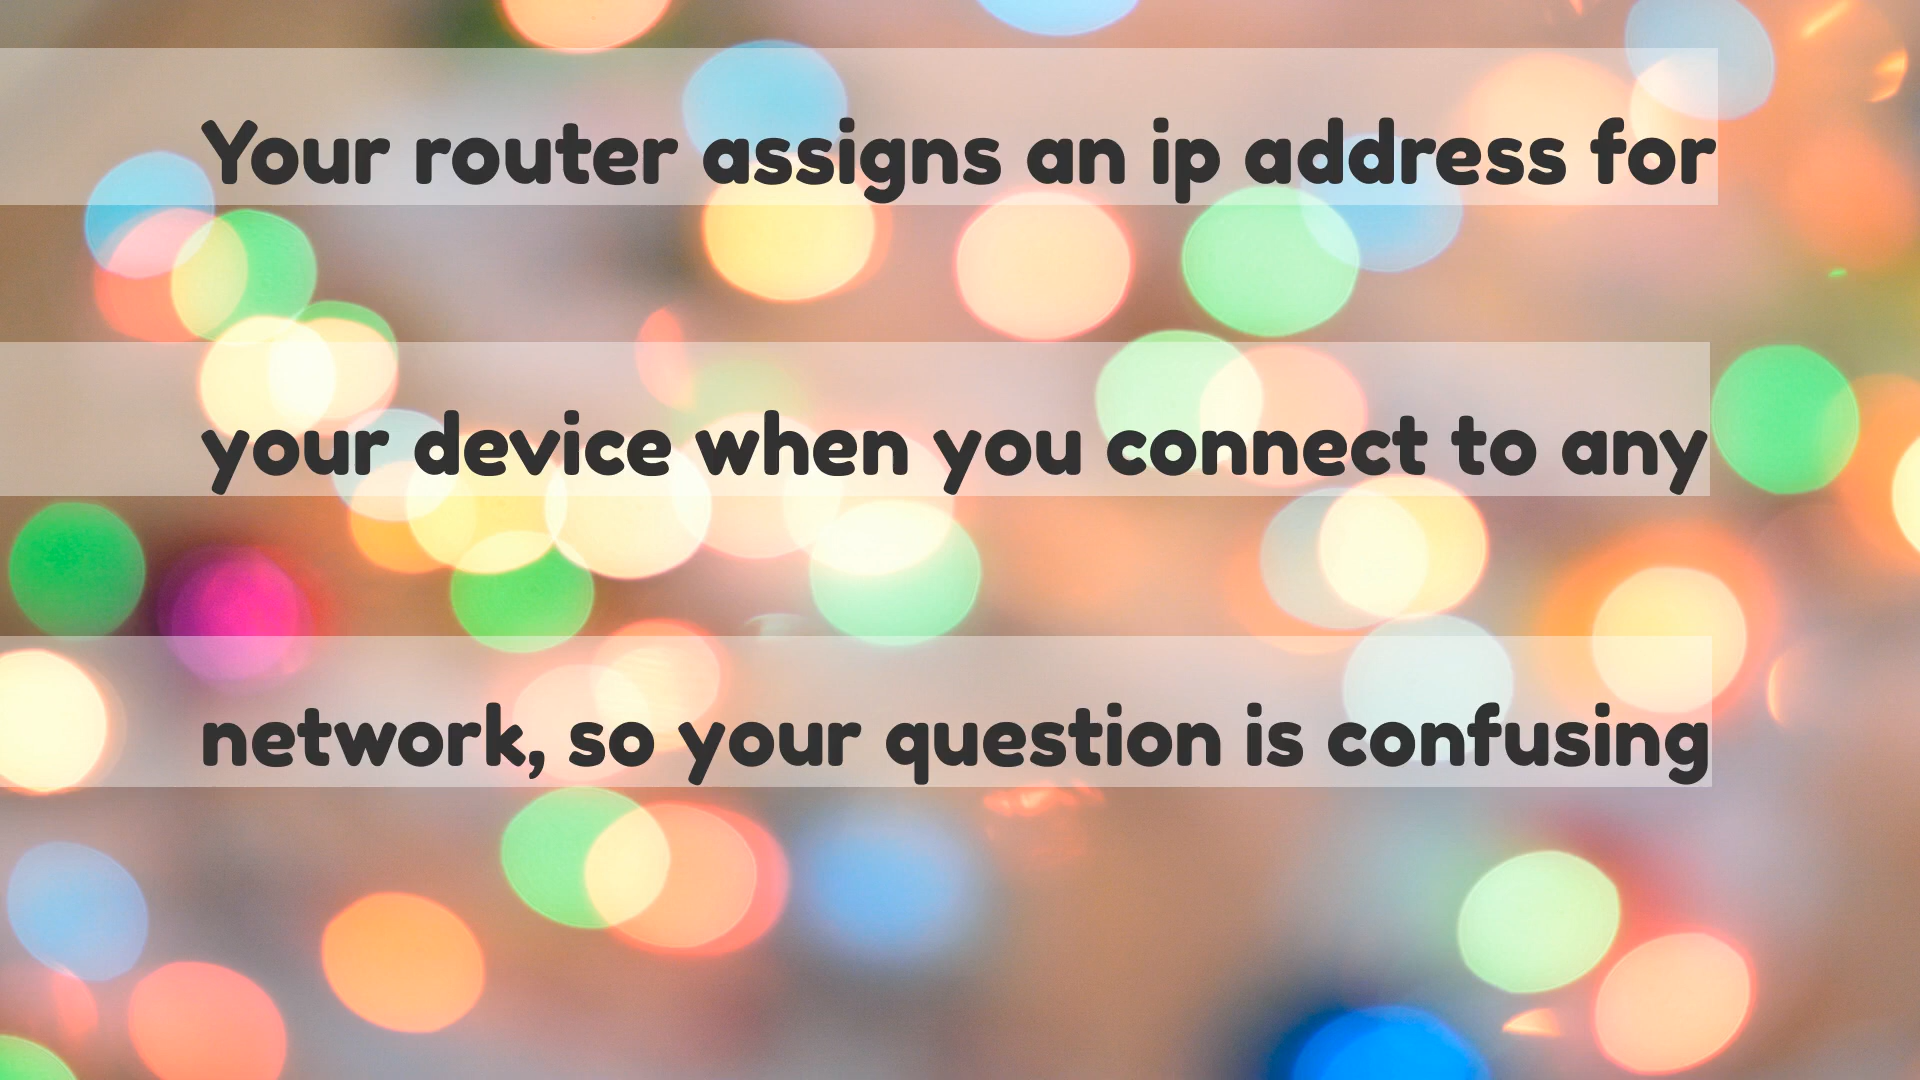 Your router assigns an ip address for
your device when you connect to any
network, so your question is confusing